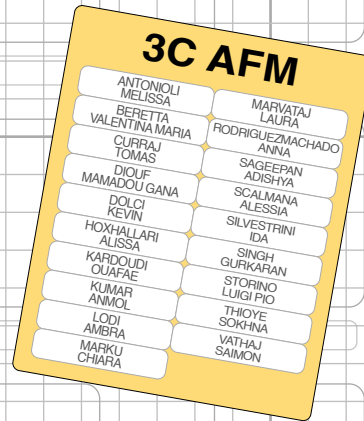 3C AFM
ANTONIOLI
MELISSA
BERETTA
VALENTINA MARIA
CURRAJ
TOMAS
DIOUF
MAMADOU GANA
DOLCI
KEVIN
HOXHALLARI
ALISSA
KARDOUDI
OUAFAE
KUMAR
ANMOL
LODI
AMBRA
MARKU
CHIARA
MARVATAJ
LAURA
RODRIGUEZMACHADO
ANNA
SAGEEPAN
ADISHYA
SCALMANA
ALESSIA
SILVESTRINI
IDA
SINGH
GURKARAN
STORINO
LUIGI PIO
THIOYE
SOKHNA
VATHAJ
SAIMON